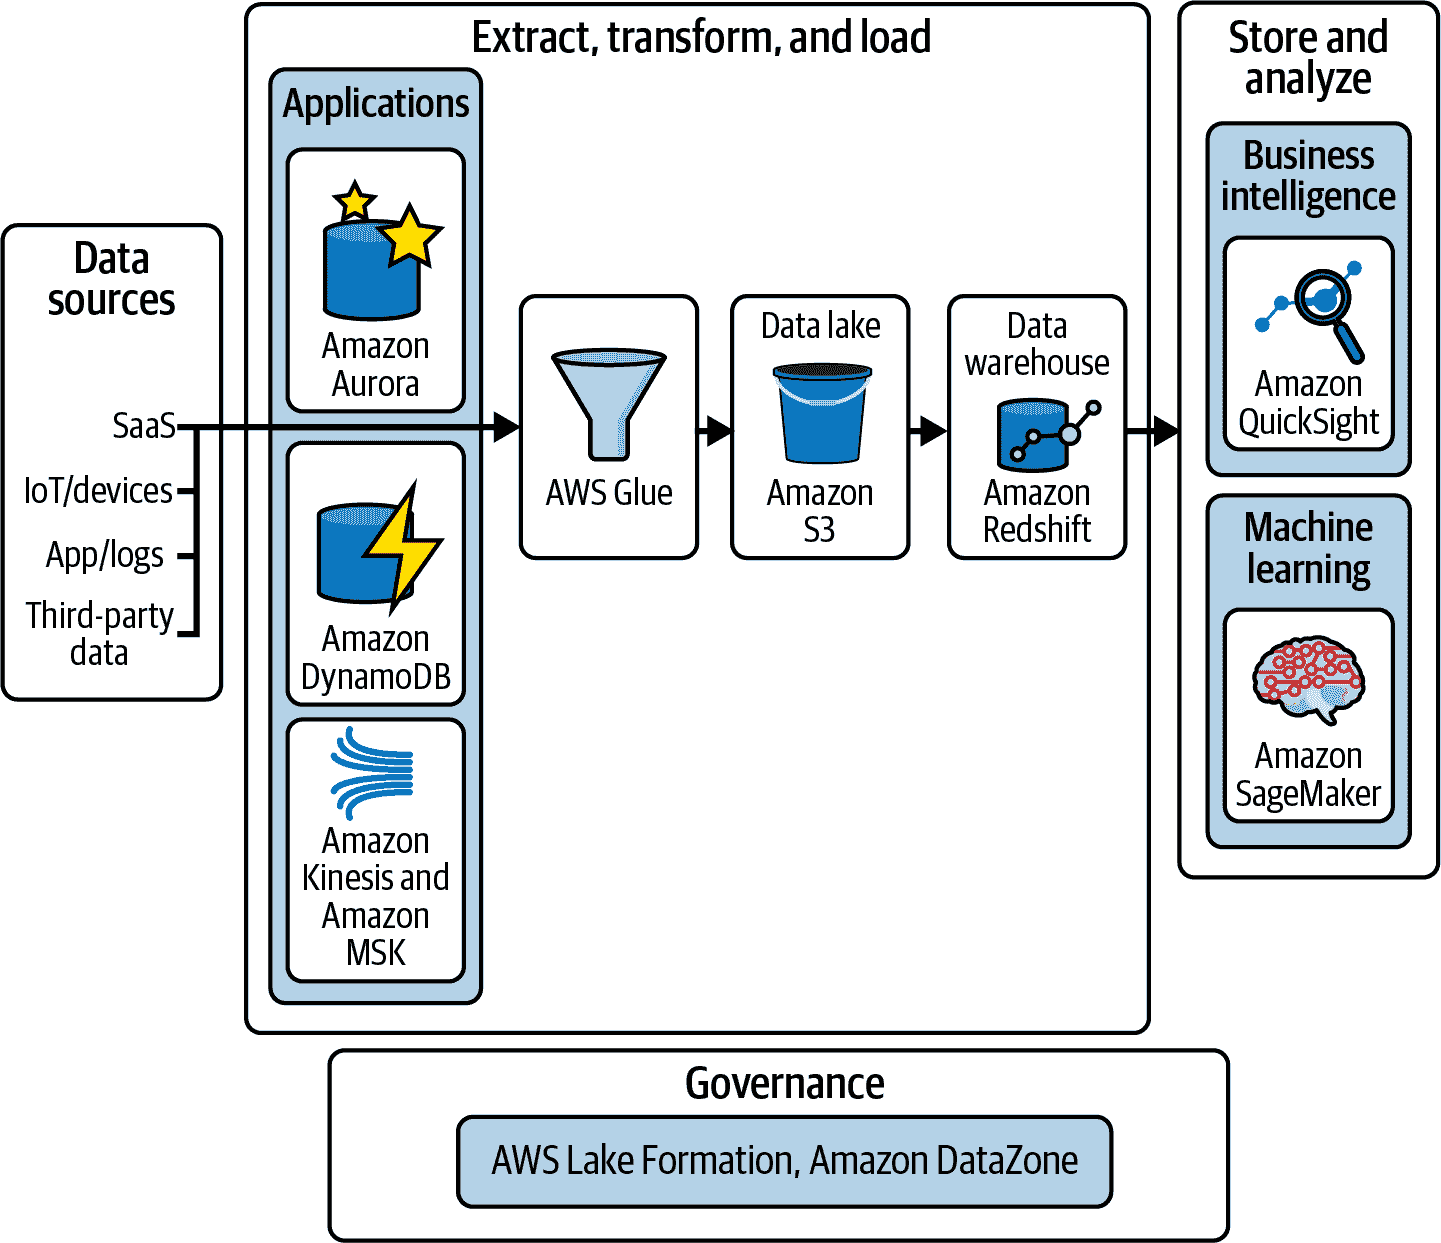 Data
sources
SaaS
IoT/devices
App/logs
Third-party
data
Extract, transform, and load
Applications
Amazon
Aurora
Amazon
DynamoDB
Amazon
Kinesis and
Amazon
MSK
AWS Glue
Data lake
Amazon
S3
Data
warehouse
Amazon
Redshift
Store and
analyze
Business
intelligence
Amazon
QuickSight
Machine
learning
Amazon
SageMaker
Governance
AWS Lake Formation, Amazon DataZone